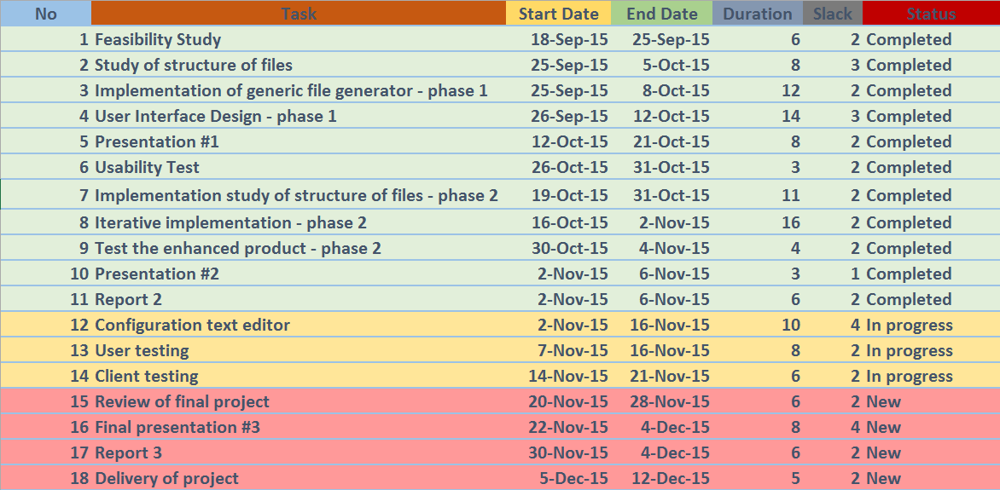 No Task Start Date End Date Duration Slack Status
1 Feasibility Study 18-Sep-15 25-Sep-15 6 2 Completed
2 Study of structure of files 25-Sep-15 5-Oct-15 8 3 Completed
3 Implementation of generic file generator - phase 1 25-Sep-15 8-Oct-15 12 2 Completed
4 User Interface Design - phase 1 26-Sep-15 12-Oct-15 14 3 Completed
5 Presentation #1 12-Oct-15 21-Oct-15 8 2 Completed
6 Usability Test 26-Oct-15 31-Oct-15 3 2 Completed
7 Implementation study of structure of files - phase 2 19-Oct-15 31-Oct-15 11 2 Completed
8 Iterative implementation - phase 2 16-Oct-15 2-Nov-15 16 2 Completed
9 Test the enhanced product - phase 2 30-Oct-15 4-Nov-15 4 2 Completed
10 Presentation #2 2-Nov-15 6-Nov-15 3 1 Completed
11 Report 2 2-Nov-15 6-Nov-15 6 2 Completed
12 Configuration text editor 2-Nov-15 16-Nov-15 10 4 In progress
13 User testing 7-Nov-15 16-Nov-15 8 2 In progress
14 Client testing 14-Nov-15 21-Nov-15 6 2 In progress
15 Review of final project 20-Nov-15 28-Nov-15 6 2 New
16 Final presentation #3 22-Nov-15 4-Dec-15 8 4 New
17 Report 3 30-Nov-15 4-Dec-15 6 2 New
18 Delivery of project 5-Dec-15 12-Dec-15 5 2 New